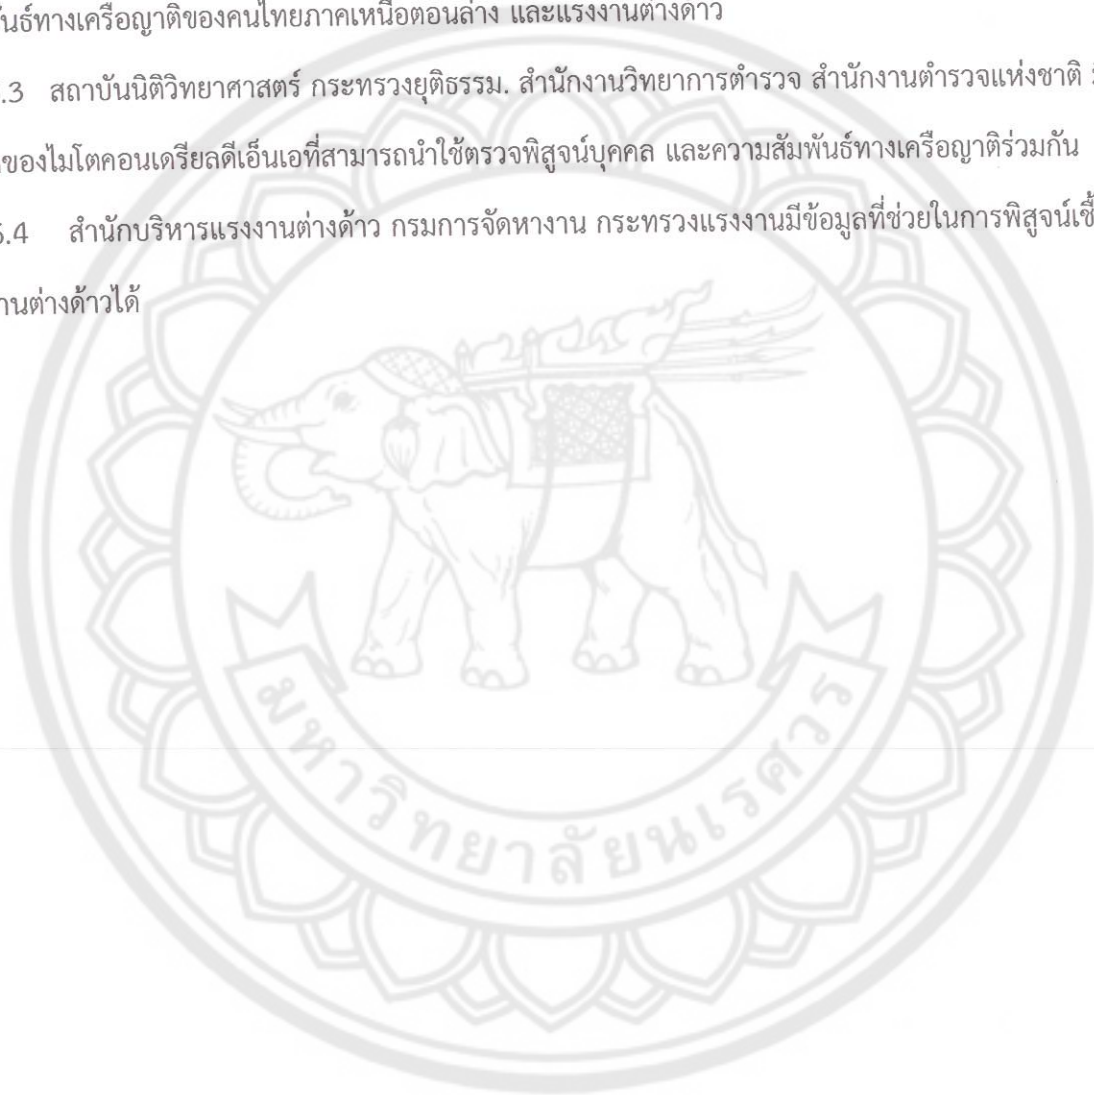 นธ์ทางเครือญาติของคนไทยภาคเหนือตอนล่าง และแรงงานต่างด้าว
.3 สถาบันนิติวิทยาศาสตร์ กระทรวงยุติธรรม. สำนักงานวิทยาการตำรวจ สำนักงานตำรวจแห่งชาติ
ของไมโตคอนเดรียลดีเอ็นเอที่สามารถนำใช้ตรวจพิสูจน์บุคคล และความสัมพันธ์ทางเครือญาติร่วมกัน
6.4 สำนักบริหารแรงงานต่างด้าว กรมการจัดหางาน กระทรวงแรงงานมีข้อมูลที่ช่วยในการพิสูจน์เชื้
านต่างด้าวได้
มหาวิทยาลัยนเรศวร